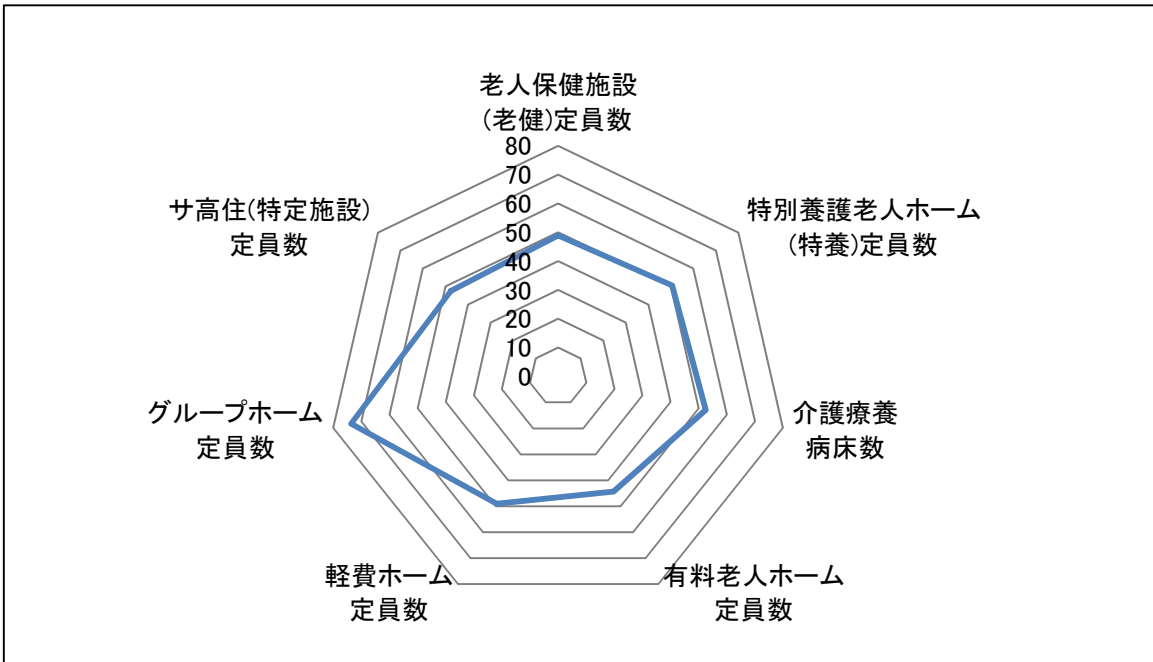 老人保健施設
(老健)定員数
80
70
60
50
40
30
20
10
0
特別養護老人ホーム
(特養)定員数
介護療養
病床数
有料老人ホーム
定員数
軽費ホーム
定員数
グループホーム
定員数
サ高住(特定施設)
定員数